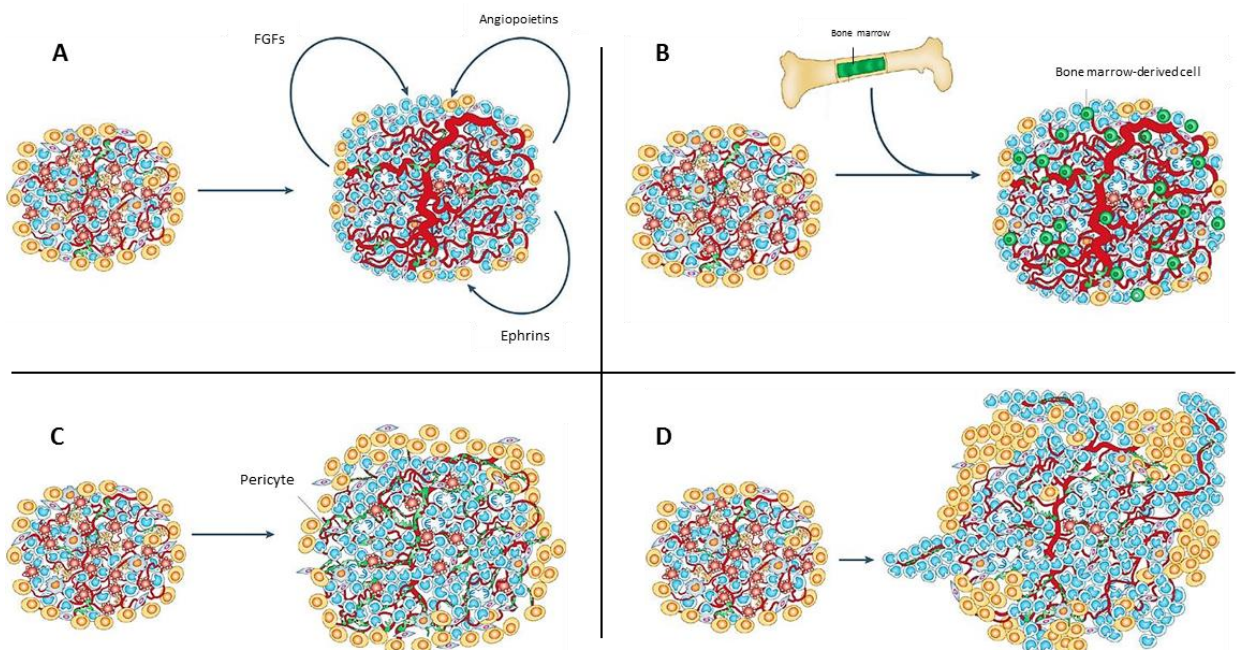 A
FGFs
Angiopoietins
Ephrins
B
Bone marrow
Bone marrow-derived cell
C
Pericyte
D